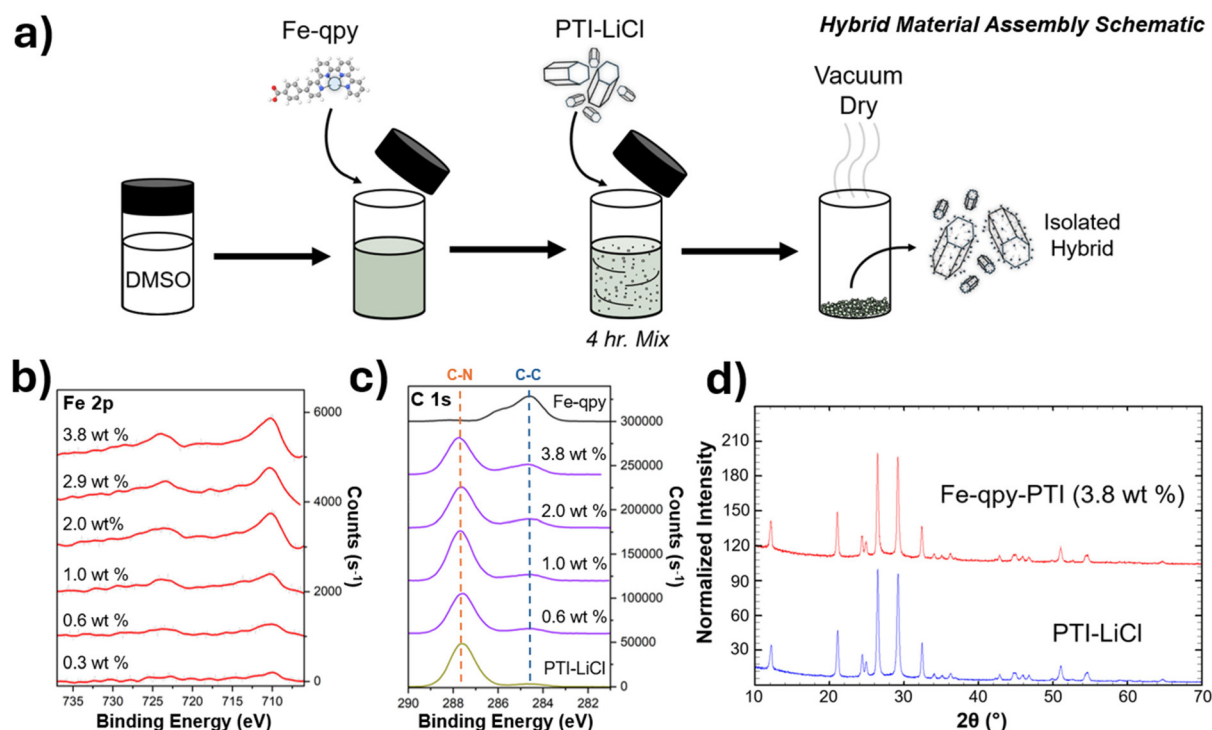 a)
Fe-qpy
PTI-LiCl
Hybrid Material Assembly Schematic
Vacuum
Dry
DMSO
4 hr. Mix
Isolated
Hybrid
b)
Fe 2p
3.8 wt %
2.9 wt %
2.0 wt%
1.0 wt %
0.6 wt %
0.3 wt %
6000
4000
2000
0
Counts (s-1)
735 730 725 720 715 710
Binding Energy (eV)
c)
C-N
C-C
C 1s
Fe-qpy
3.8 wt %
2.0 wt %
1.0 wt %
0.6 wt %
PTI-LiCl
300000
250000
200000
150000
100000
50000
0
Counts (s-1)
290 288 286 284 282
Binding Energy (eV)
d)
Normalized Intensity
210
180
150
120
90
60
30
Fe-qpy-PTI (3.8 wt %)
PTI-LiCl
10 20 30 40 50 60 70
2θ (°)